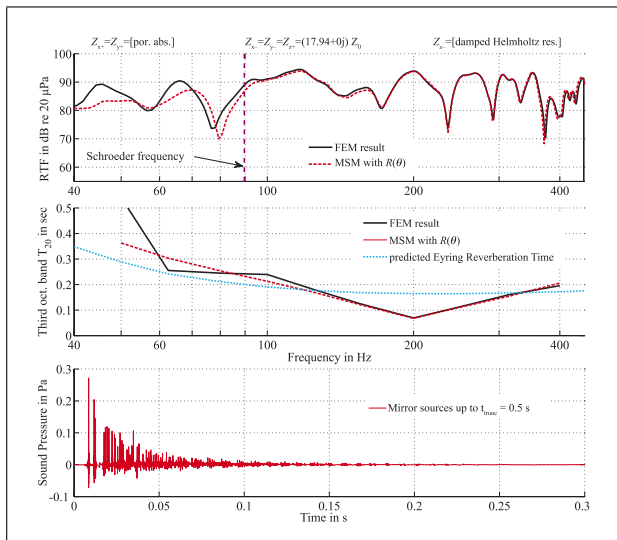 Zx+=Zy+=[por. abs.] Zx–=Zy–=Zz+=(17.94+0j) Z0 Zz–=[damped Helmholtz res.]
RTF in dB re 20 µPa
100
90
80
70
60
FEM result
MSM with R(θ)
Schroeder frequency
40 100 200 400
Hz
Third oct. band T20 in sec
0.5
0.4
0.3
0.2
0.1
0
FEM result
MSM with R(θ)
predicted Eyring Reverberation Time
40 100 200 400
Frequency in Hz
Sound Pressure in Pa
0.3
0.2
0.1
0
-0.1
Mirror sources up to ttrunc = 0.5 s
0 0.05 0.1 0.15 0.2 0.25 0.3
Time in s